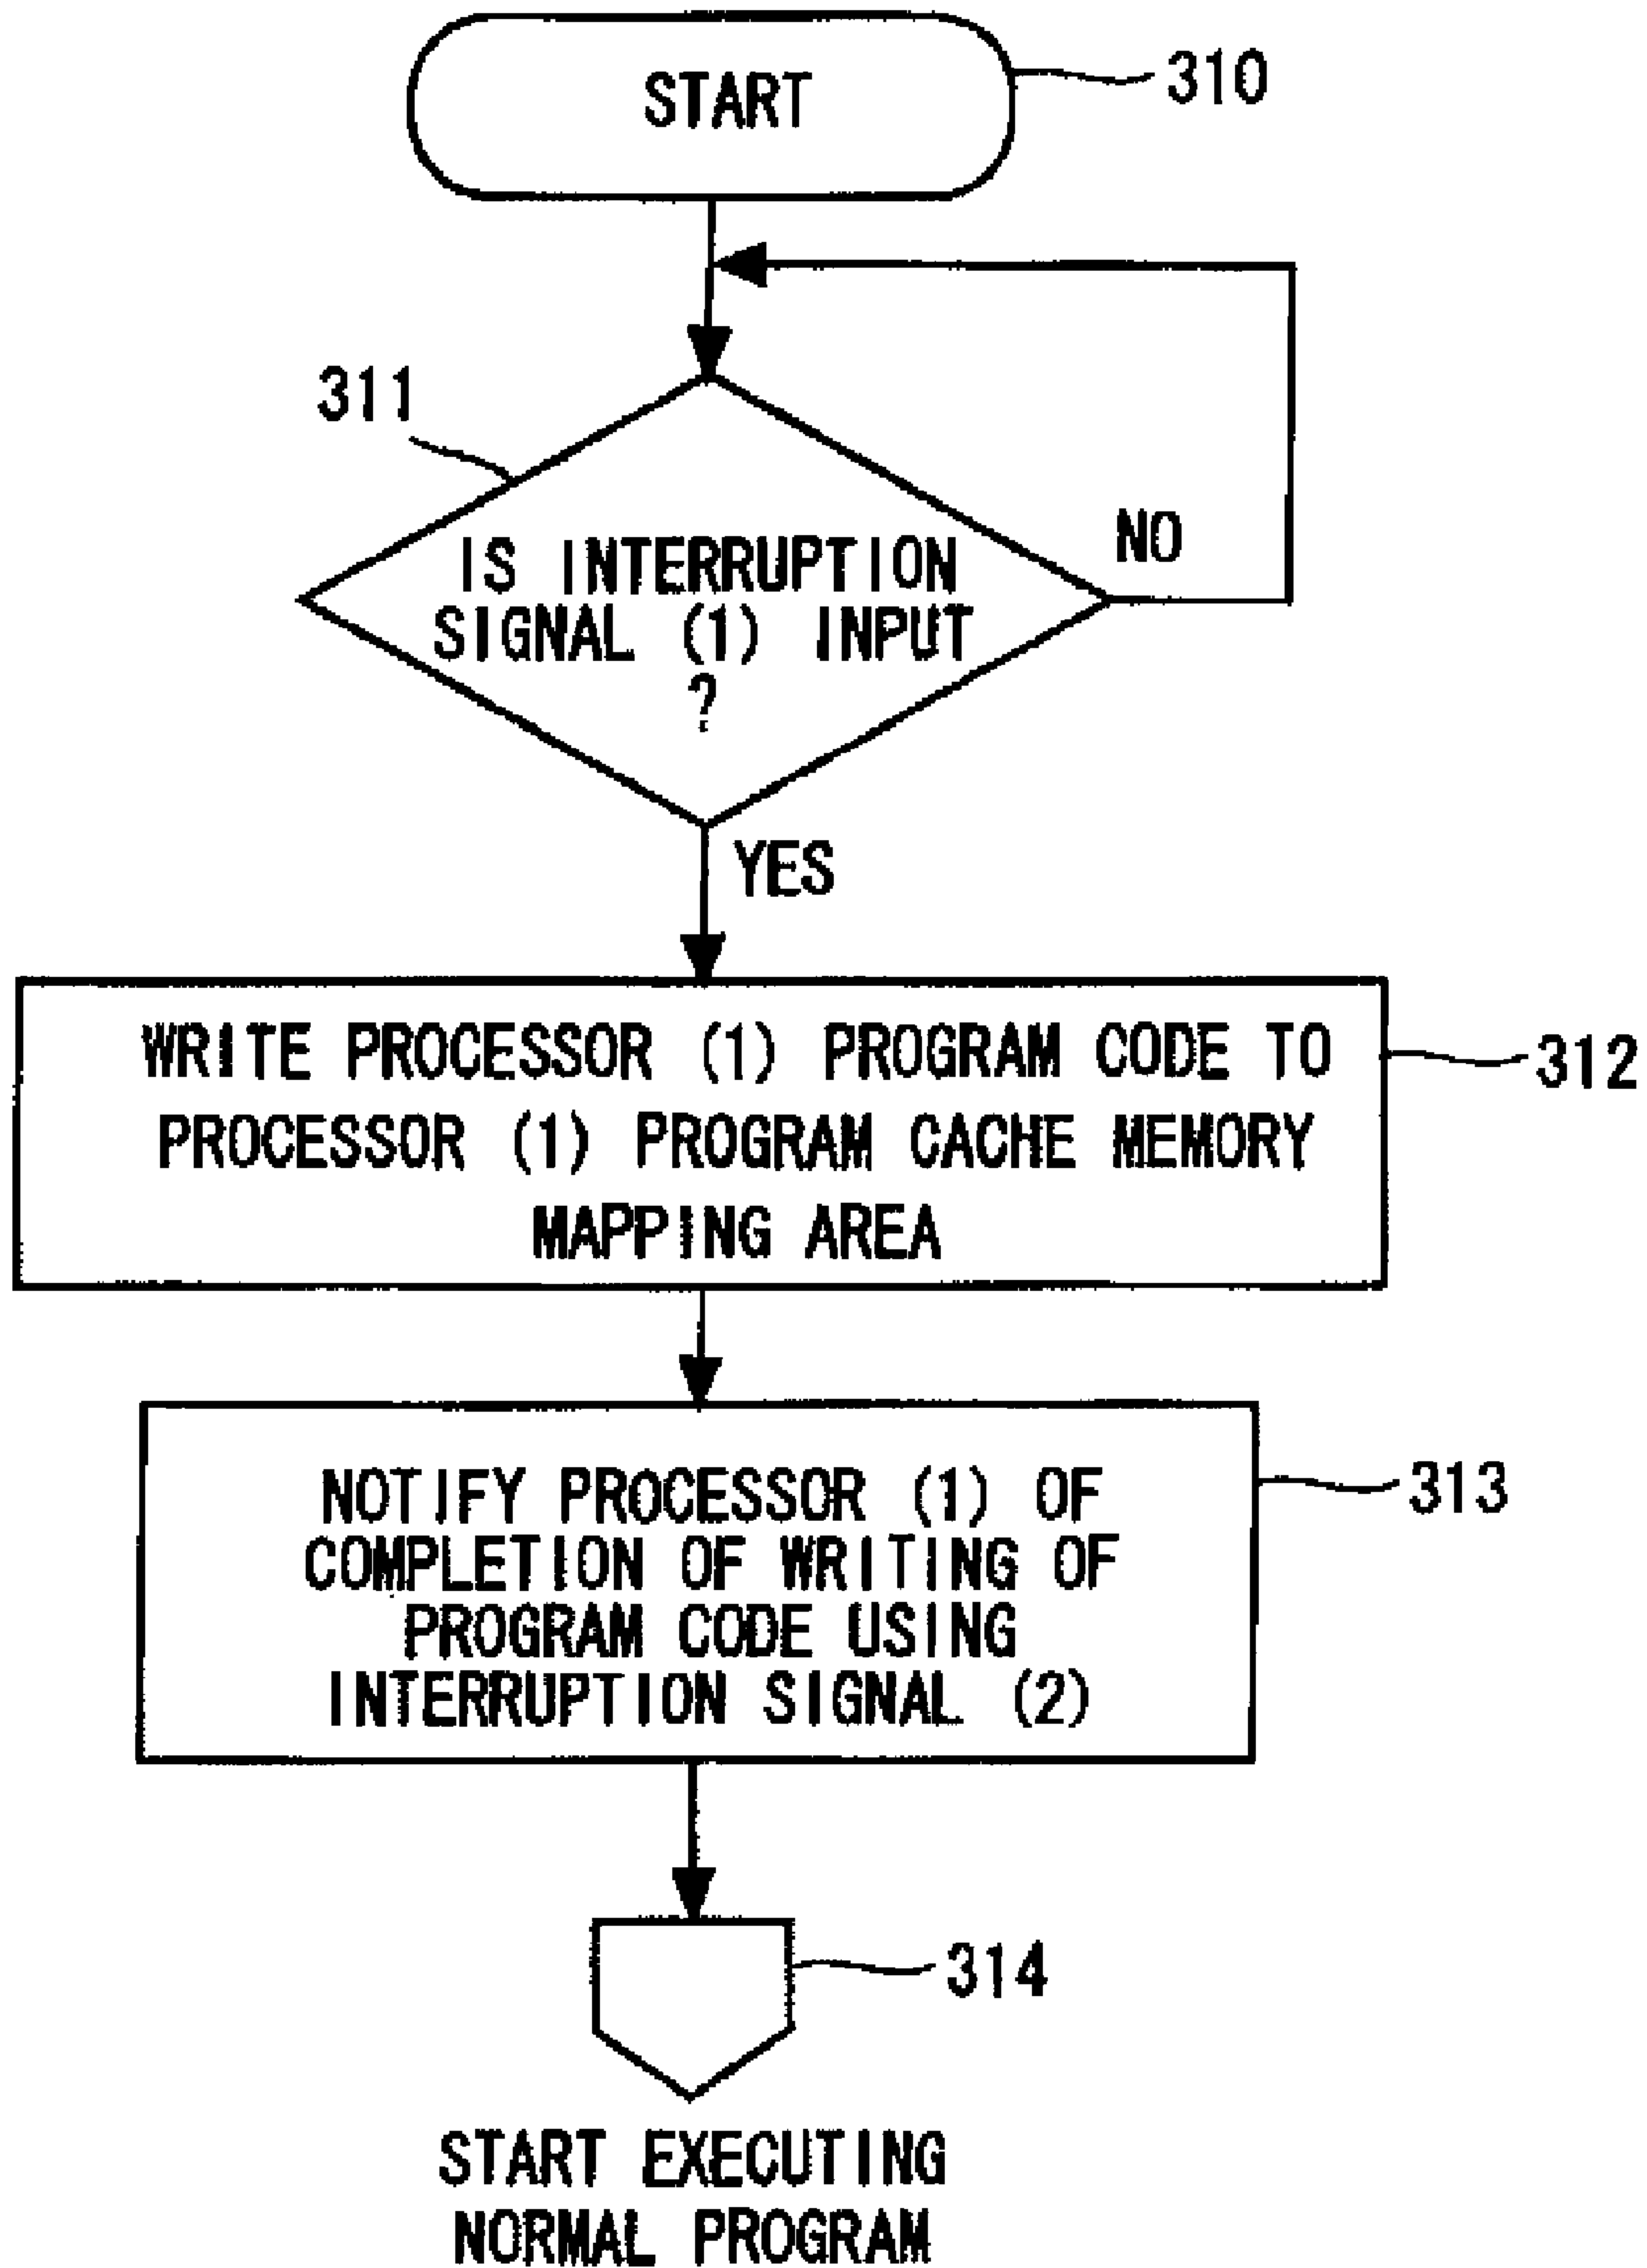 START
310
311
IS INTERRUPTION
SIGNAL (1) INPUT
?
NO
YES
WRITE PROCESSOR (1) PROGRAM CODE TO
PROCESSOR (1) PROGRAM CACHE MEMORY
MAPPING AREA
312
NOTIFY PROCESSOR (1) OF
COMPLETION OF WRITING OF
PROGRAM CODE USING
INTERRUPTION SIGNAL (2)
313
314
START EXECUTING
NORMAL PROGRAM